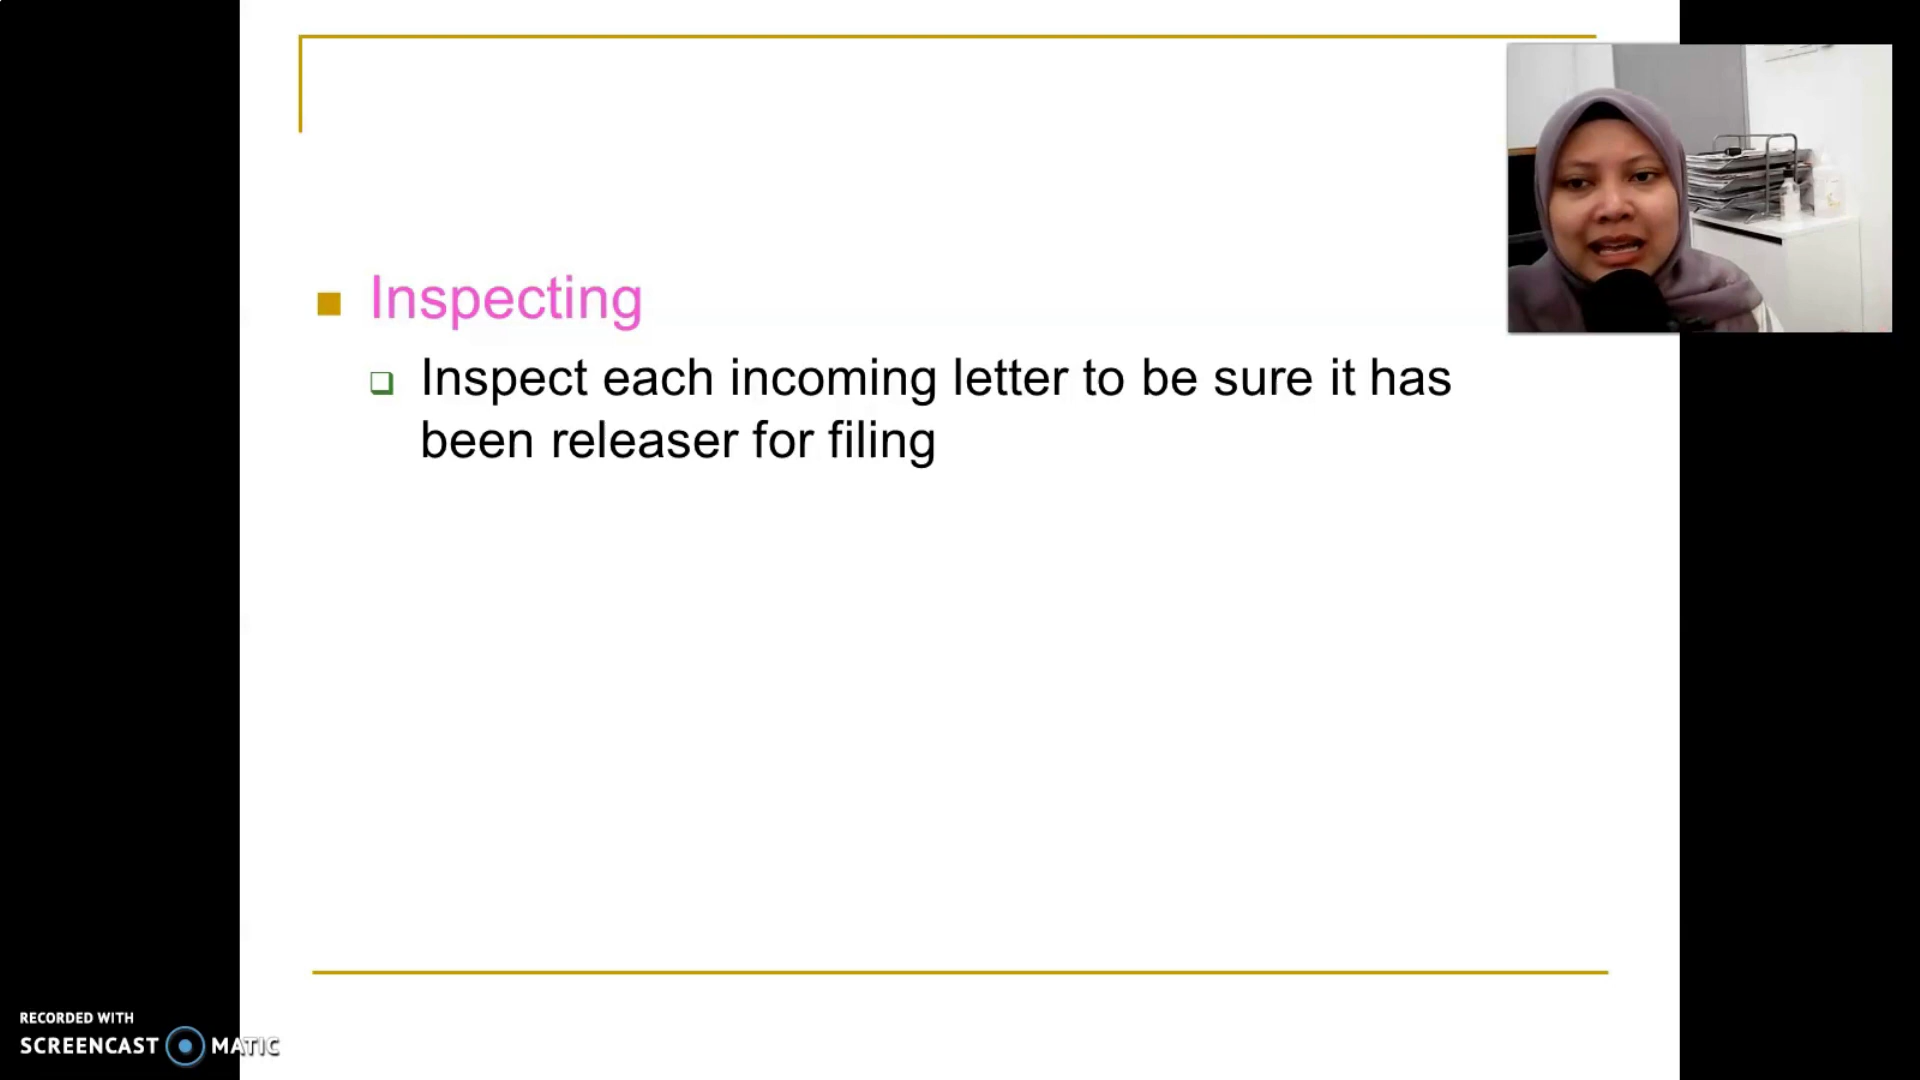 Inspecting
Inspect each incoming letter to be sure it has
been releaser for filing
RECORDED WITH
SCREENCAST MATIC